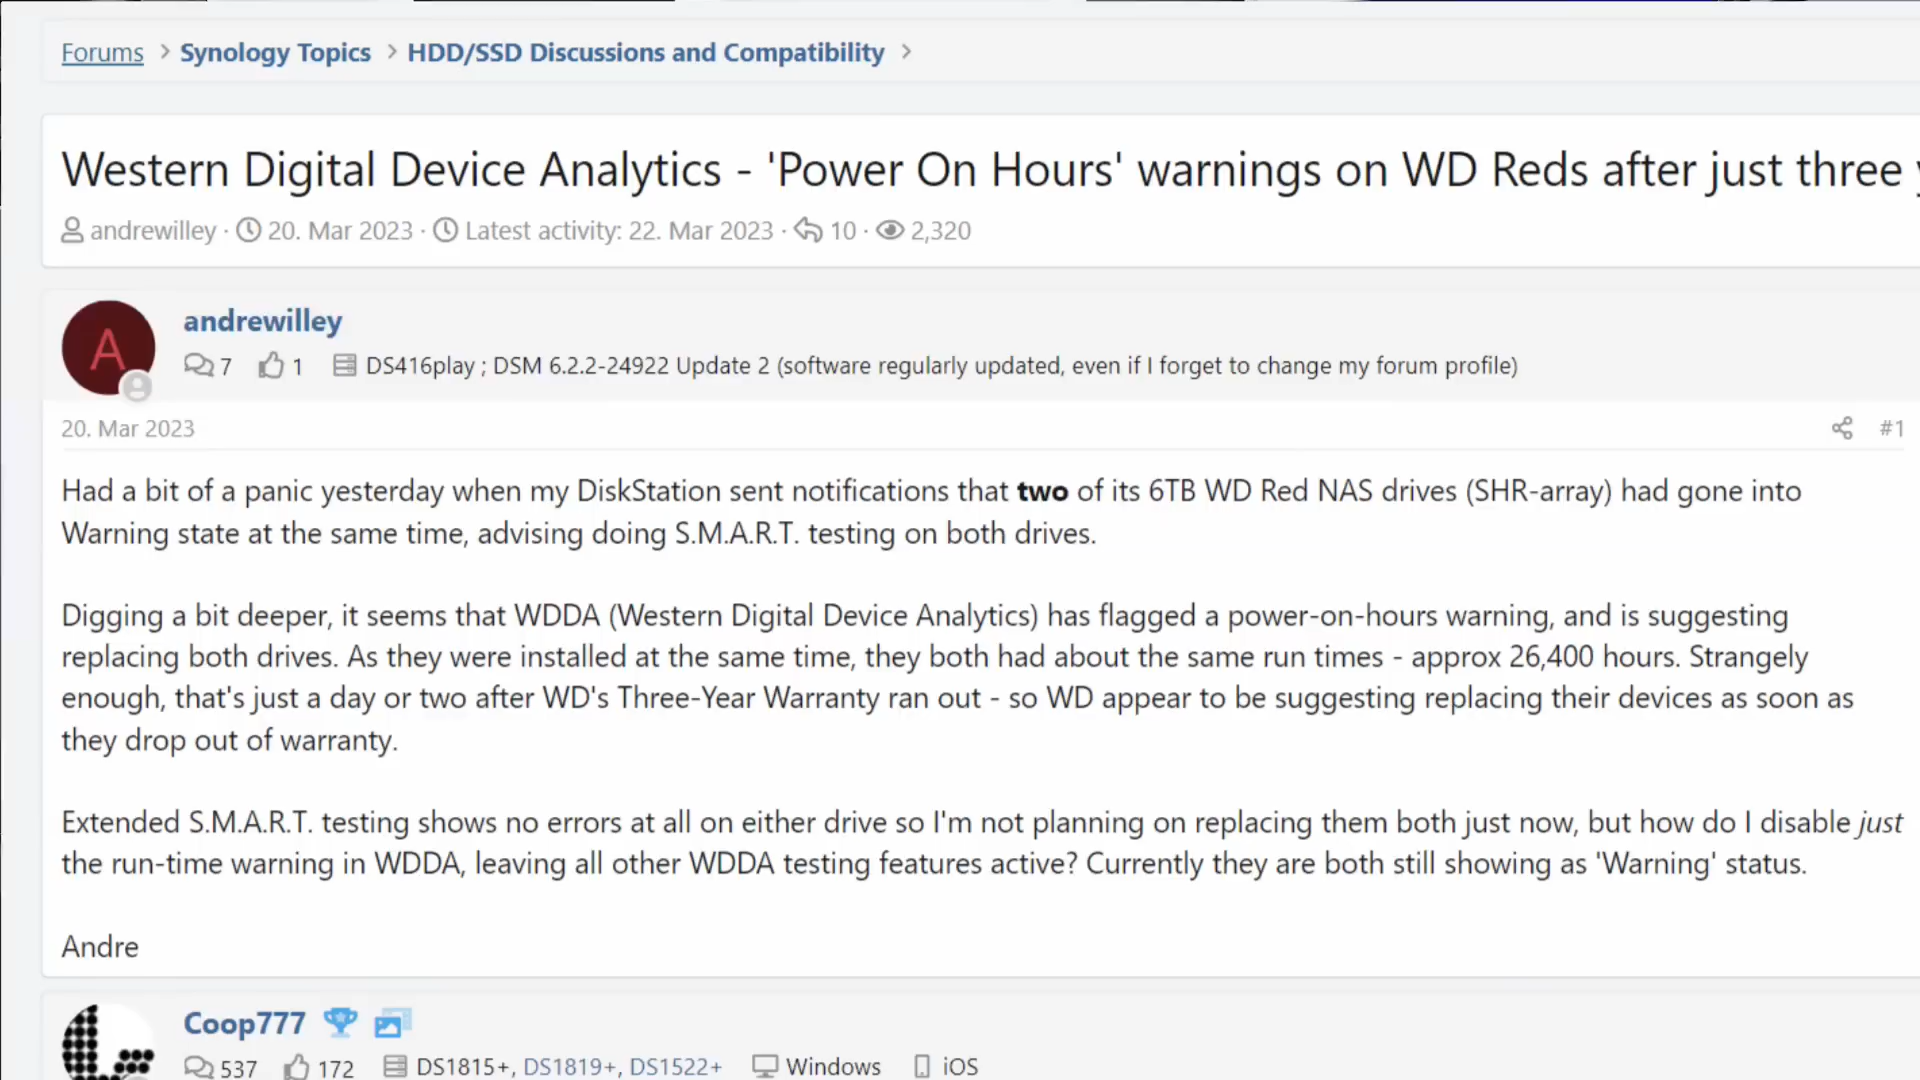 Forums > Synology Topics > HDD/SSD Discussions and Compatibility >
Western Digital Device Analytics - 'Power On Hours' warnings on WD Reds after just three
andrewilley · 20. Mar 2023 · Latest activity: 22. Mar 2023 · 10 · 2,320
A
andrewilley
7 1 DS416play ; DSM 6.2.2-24922 Update 2 (software regularly updated, even if I forget to change my forum profile)
20. Mar 2023 #1
Had a bit of a panic yesterday when my DiskStation sent notifications that two of its 6TB WD Red NAS drives (SHR-array) had gone into
Warning state at the same time, advising doing S.M.A.R.T. testing on both drives.
Digging a bit deeper, it seems that WDDA (Western Digital Device Analytics) has flagged a power-on-hours warning, and is suggesting
replacing both drives. As they were installed at the same time, they both had about the same run times - approx 26,400 hours. Strangely
enough, that's just a day or two after WD's Three-Year Warranty ran out - so WD appear to be suggesting replacing their devices as soon as
they drop out of warranty.
Extended S.M.A.R.T. testing shows no errors at all on either drive so I'm not planning on replacing them both just now, but how do I disable just
the run-time warning in WDDA, leaving all other WDDA testing features active? Currently they are both still showing as 'Warning' status.
Andre
Coop777
537 172 DS1815+, DS1819+, DS1522+ Windows iOS